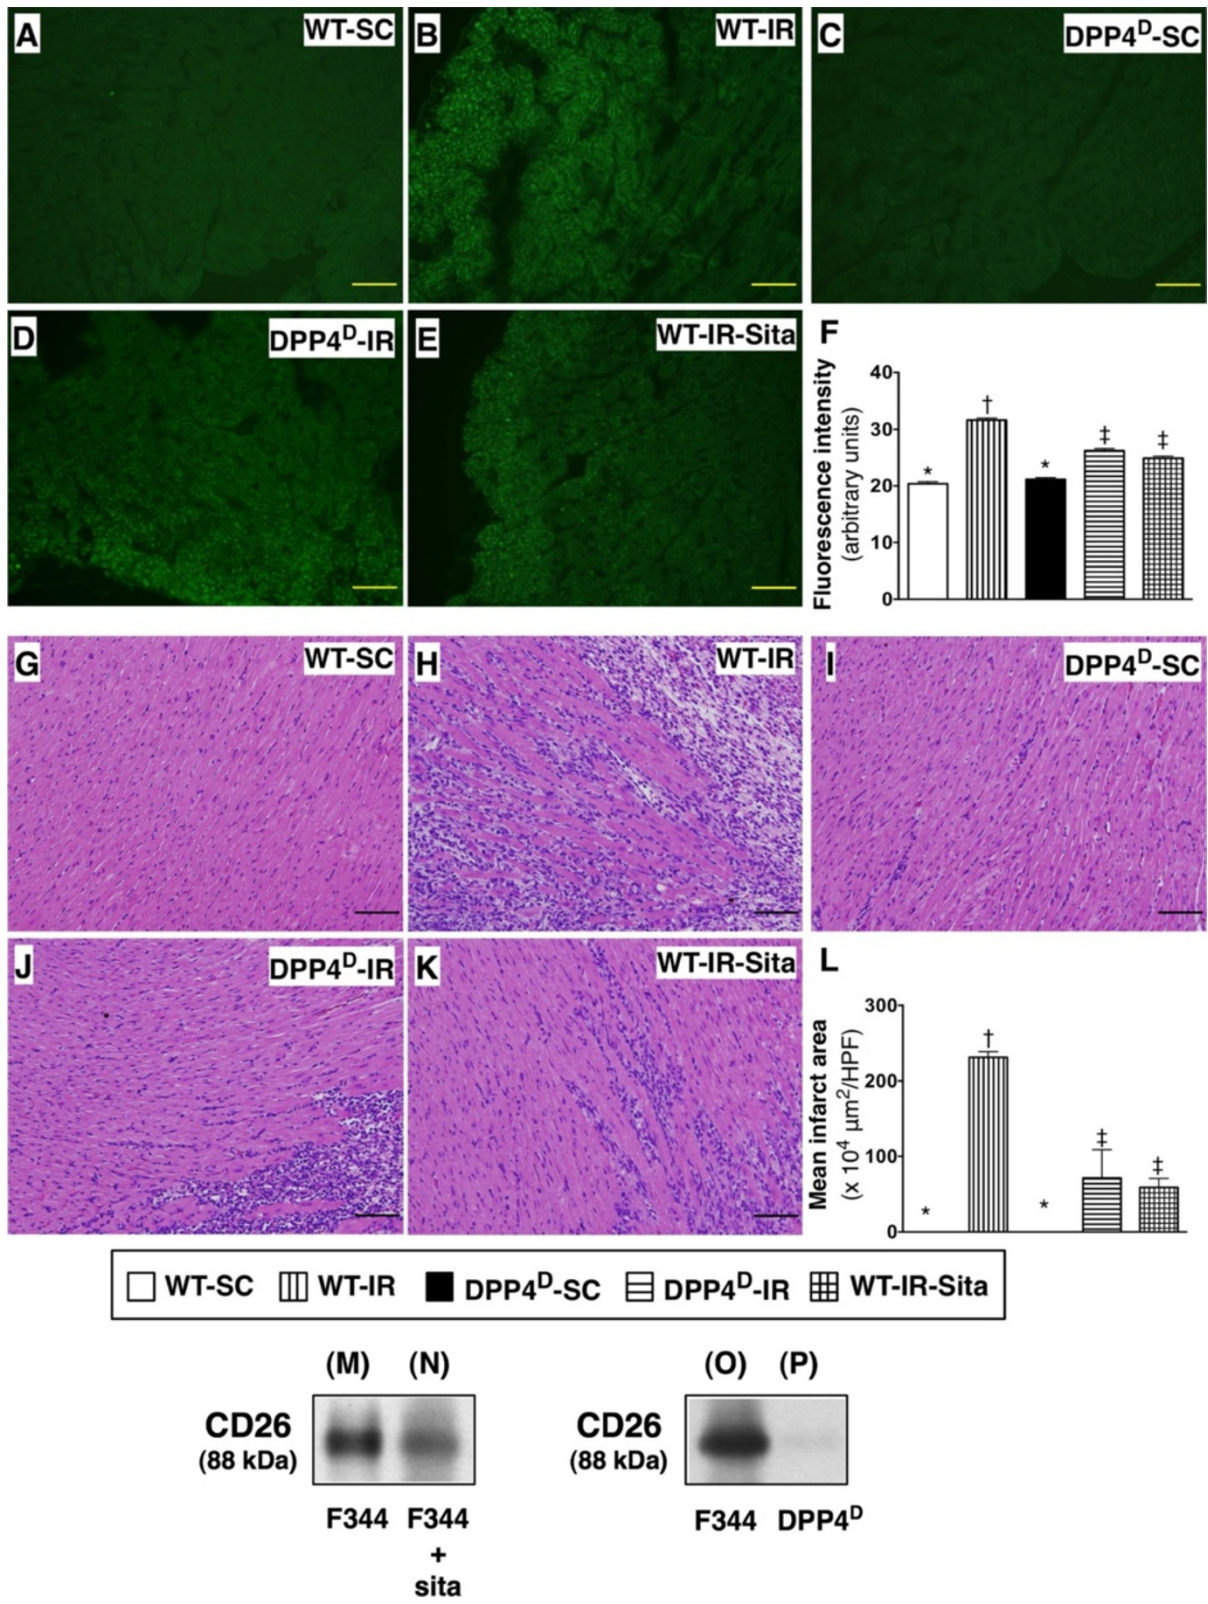 A
WT-SC
B
WT-IR
C
DPP4D-SC
D
DPP4D-IR
E
WT-IR-Sita
F
Fluorescence intensity
(arbitrary units)
40
30
20
10
0
*
†
*
‡
‡
G
WT-SC
H
WT-IR
I
DPP4D-SC
J
DPP4D-IR
K
WT-IR-Sita
L
Mean infarct area
(x 10⁴ µm²/HPF)
300
200
100
0
*
†
*
‡
‡
WT-SC WT-IR DPP4D-SC DPP4D-IR WT-IR-Sita
(M) (N)
CD26
(88 kDa)
F344 F344
+
sita
(O) (P)
CD26
(88 kDa)
F344 DPP4D